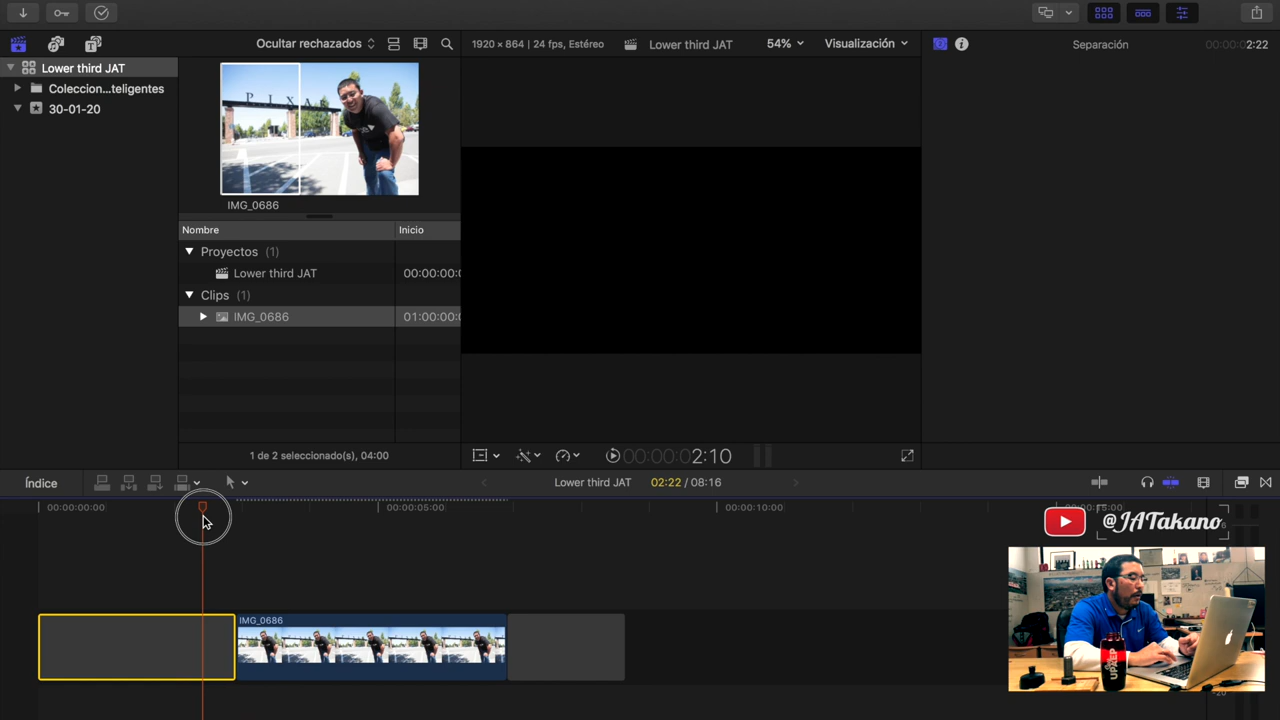 Ocultar rechazados
1920 × 864 | 24 fps, Estéreo
Lower third JAT
54%
Visualización
Separación
00:00:00:02:22
Lower third JAT
Coleccion...teligentes
30-01-20
PIXA
IMG_0686
Nombre
Inicio
Proyectos (1)
Lower third JAT
00:00:00:0
Clips (1)
IMG_0686
01:00:00:0
1 de 2 seleccionado(s), 04:00
00:00:00:02:10
Índice
Lower third JAT
02:22 / 08:16
00:00:00:00
00:00:05:00
00:00:10:00
@JATakano
IMG_0686
UPAEP